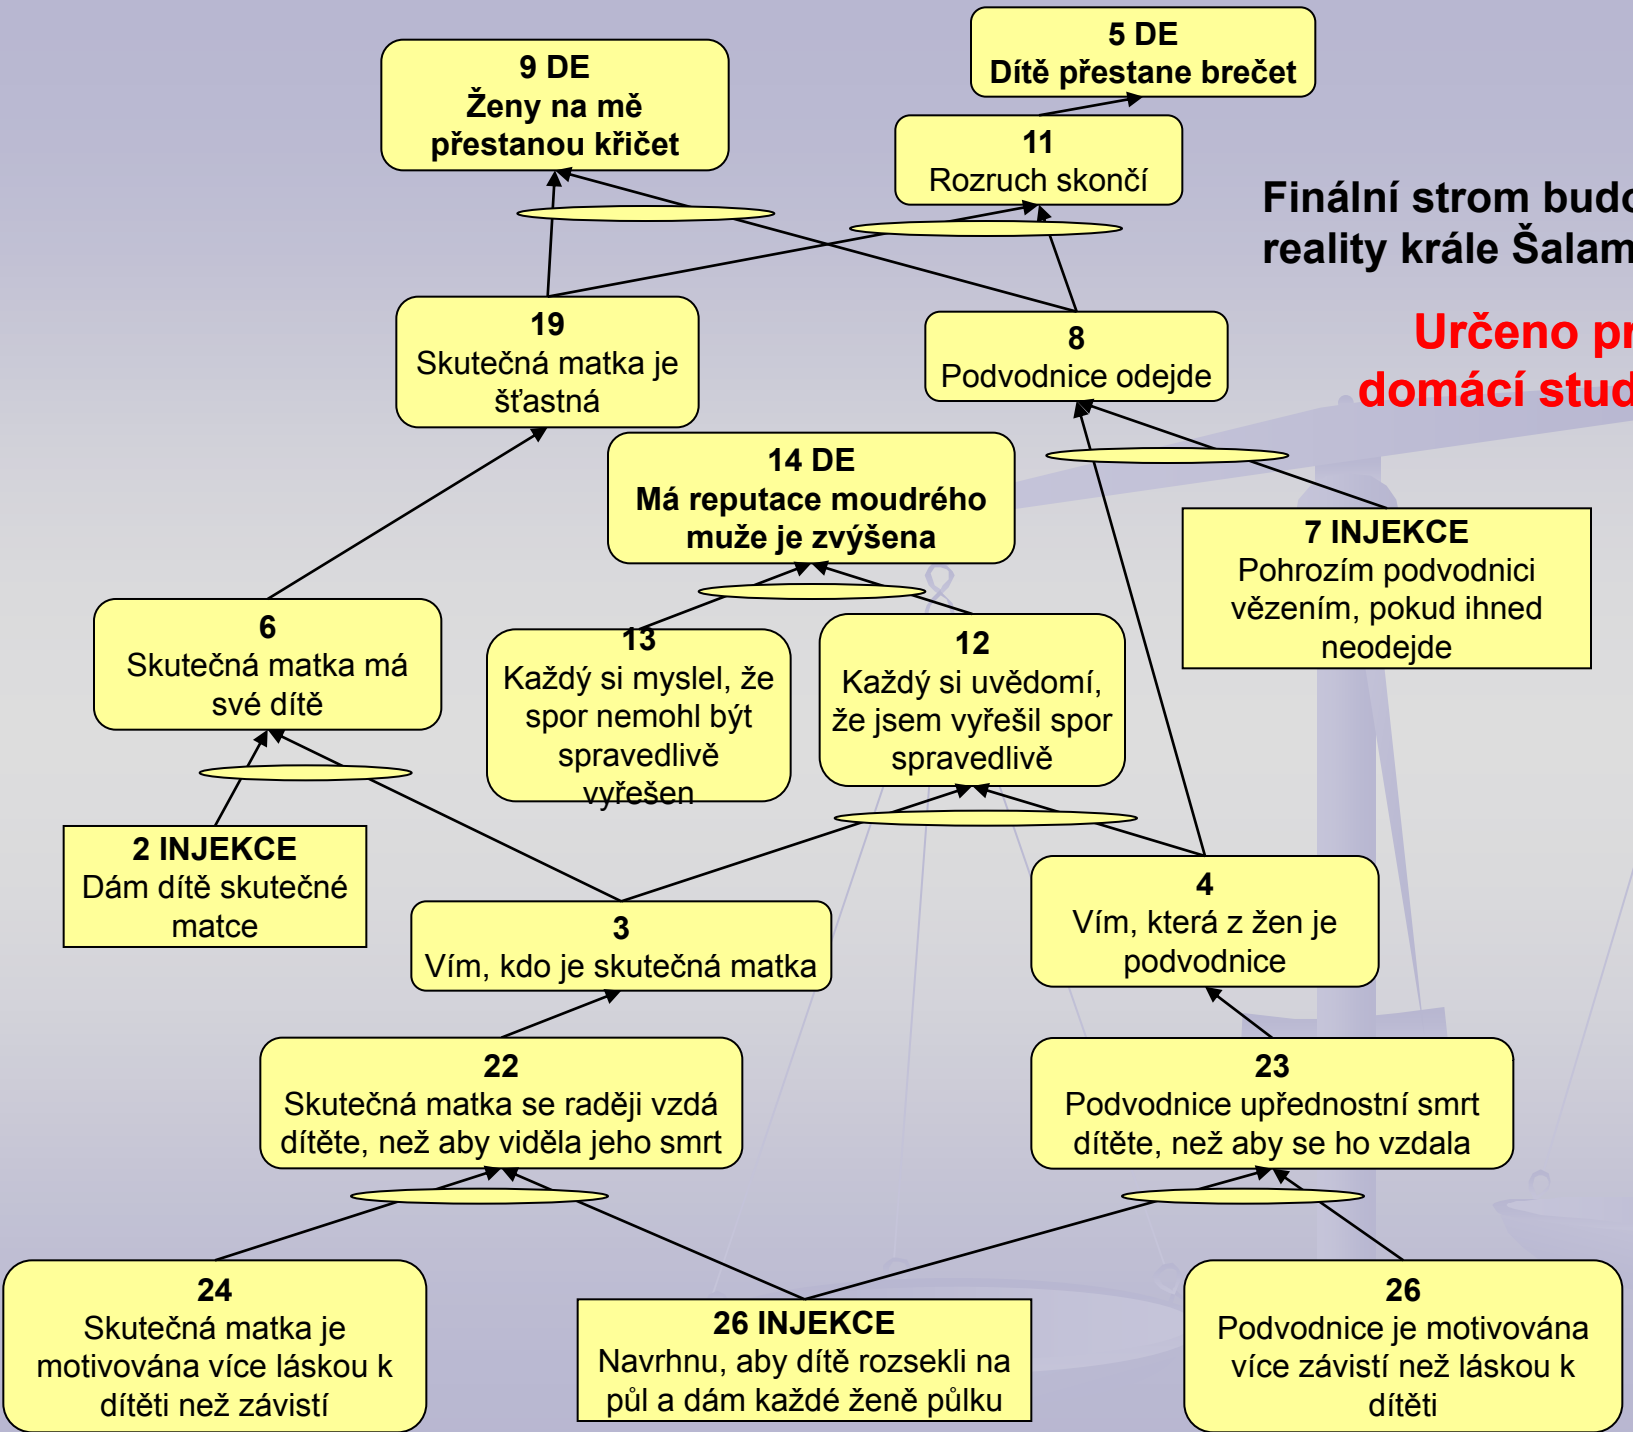 9 DE
Ženy na mě
přestanou křičet
5 DE
Dítě přestane brečet
11
Rozruch skončí
Finální strom
reality krále
Určeno
domácí
19
Skutečná matka je
šťastná
8
Podvodnice odejde
14 DE
Má reputace moudrého
muže je zvýšena
7 INJEKCE
Pohrozím podvodnici
vězením, pokud ihned
neodejde
6
Skutečná matka má
své dítě
13
Každý si myslel, že
spor nemohl být
spravedlivě
vyřešen
12
Každý si uvědomí,
že jsem vyřešil spor
spravedlivě
2 INJEKCE
Dám dítě skutečné
matce
3
Vím, kdo je skutečná matka
4
Vím, která z žen je
podvodnice
22
Skutečná matka se raději vzdá
dítěte, než aby viděla jeho smrt
23
Podvodnice upřednostní smrt
dítěte, než aby se ho vzdala
24
Skutečná matka je
motivována více láskou k
dítěti než závistí
26 INJEKCE
Navrhnu, aby dítě rozsekli na
půl a dám každé ženě půlku
26
Podvodnice je motivována
více závistí než láskou k
dítěti